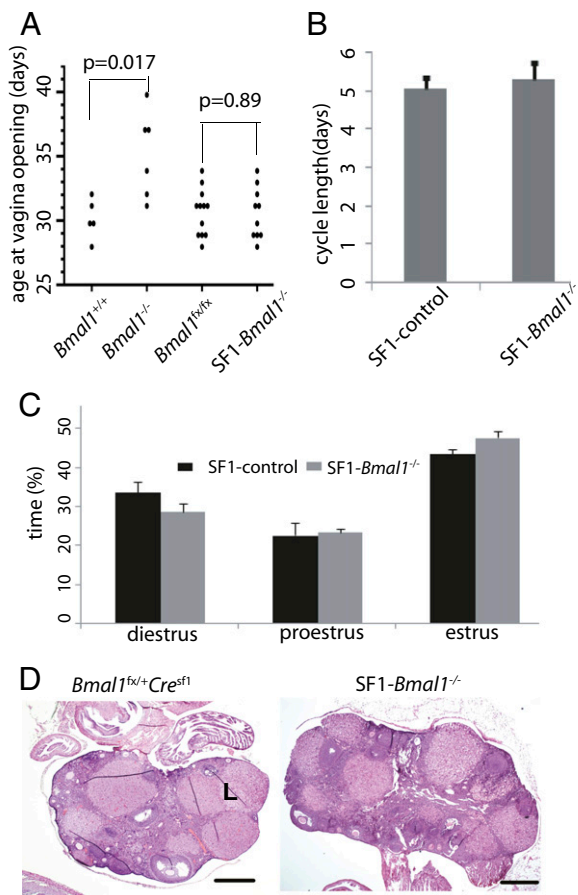 A
p=0.017
p=0.89
age at vagina opening (days)
40
35
30
25
Bmal1+/+
Bmal1-/-
Bmal1fx/fx
SF1-Bmal1-/-
B
cycle length(days)
6
5
4
3
2
1
0
SF1-control
SF1-Bmal1-/-
C
time (%)
50
40
30
20
10
0
SF1-control
SF1-Bmal1-/-
diestrus
proestrus
estrus
D
Bmal1fx/+Cresf1
SF1-Bmal1-/-
L